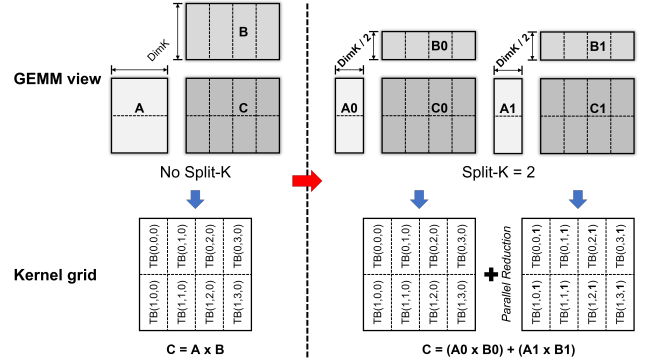 GEMM view
DimK
B
A
C
No Split-K
DimK / 2
B0
A0
C0
DimK / 2
B1
A1
C1
Split-K = 2
Kernel grid
TB(0,0,0)
TB(0,1,0)
TB(0,2,0)
TB(0,3,0)
TB(1,0,0)
TB(1,1,0)
TB(1,2,0)
TB(1,3,0)
C = A x B
TB(0,0,0)
TB(0,1,0)
TB(0,2,0)
TB(0,3,0)
TB(1,0,0)
TB(1,1,0)
TB(1,2,0)
TB(1,3,0)
+
Parallel Reduction
TB(0,0,1)
TB(0,1,1)
TB(0,2,1)
TB(0,3,1)
TB(1,0,1)
TB(1,1,1)
TB(1,2,1)
TB(1,3,1)
C = (A0 x B0) + (A1 x B1)